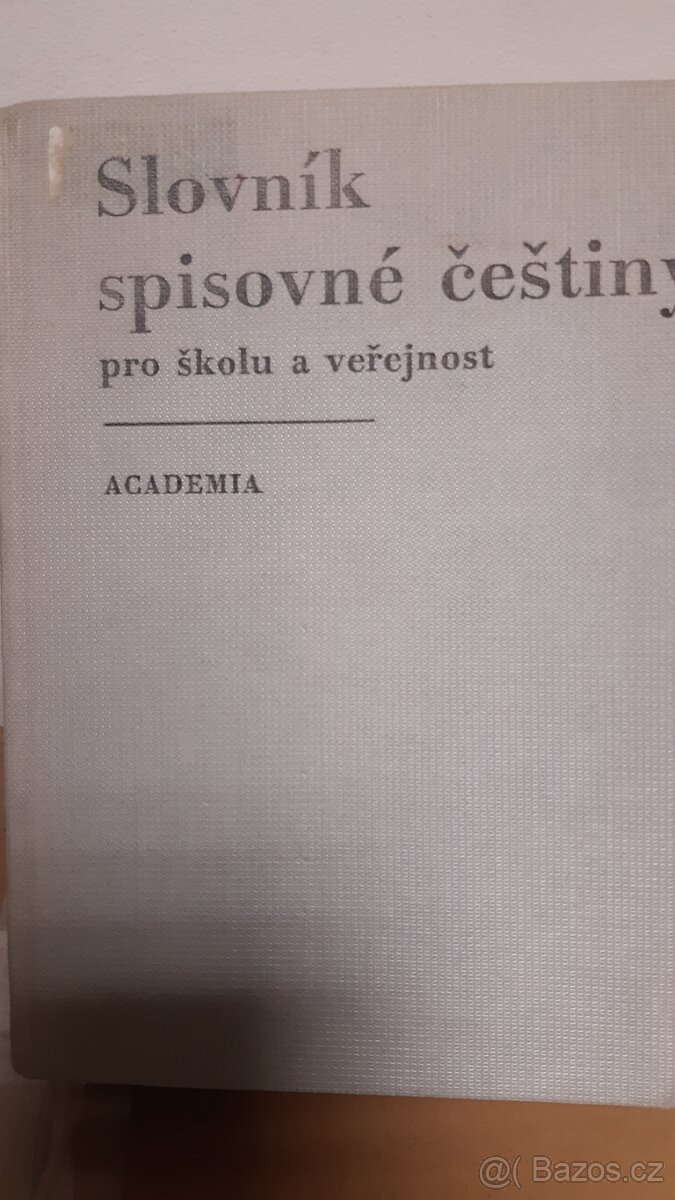 Slovník
spisovné češtiny
pro školu a veřejnost
ACADEMIA
@( Bazos.cz